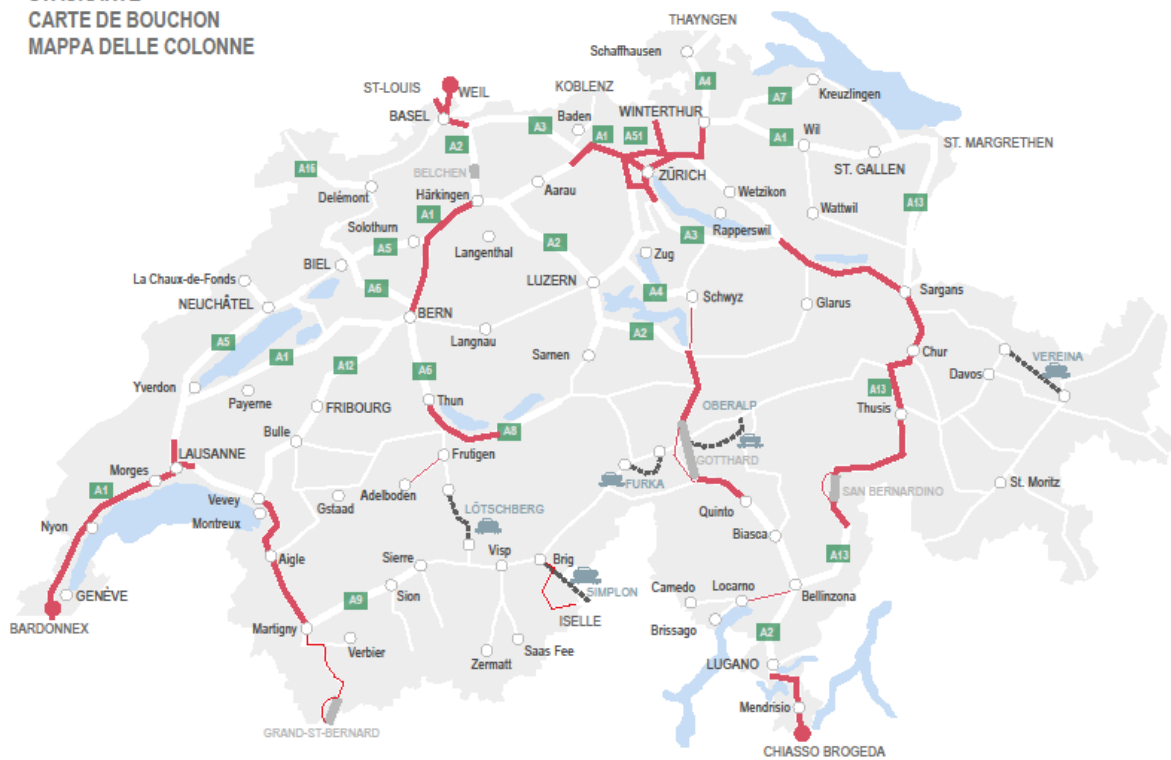 CARTE DE BOUCHON
MAPPA DELLE COLONNE
THAYNGEN
Schaffhausen
ST-LOUIS
WEIL
KOBLENZ
A4
A7
Kreuzlingen
BASEL
A3
Baden
A1
A51
WINTERTHUR
A1
Wil
ST. MARGRETHEN
A2
ST. GALLEN
A16
BELCHEN
ZÜRICH
Delémont
Härkingen
Aarau
Wetzikon
A1
Wattwil
A13
Solothurn
Rapperswil
A5
Langenthal
A2
A3
Zug
BIEL
La Chaux-de-Fonds
A6
LUZERN
A4
Schwyz
Sargans
NEUCHÂTEL
Glarus
BERN
A2
A5
A1
Langnau
Sarnen
Chur
A12
VEREINA
A6
Davos
Yverdon
Payerne
A13
Thun
FRIBOURG
OBERALP
Thusis
Bulle
A8
LAUSANNE
Frutigen
GOTTHARD
Morges
FURKA
A1
Vevey
Gstaad
Adelboden
SAN BERNARDINO
St. Moritz
Nyon
Montreux
LÖTSCHBERG
Quinto
Biasca
Aigle
Sierre
Visp
Brig
A13
GENÈVE
A9
Sion
SIMPLON
Camedo
Locarno
Bellinzona
BARDONNEX
Martigny
ISELLE
Brissago
Verbier
Saas Fee
A2
Zermatt
LUGANO
Mendrisio
GRAND-ST-BERNARD
CHIASSO BROGEDA